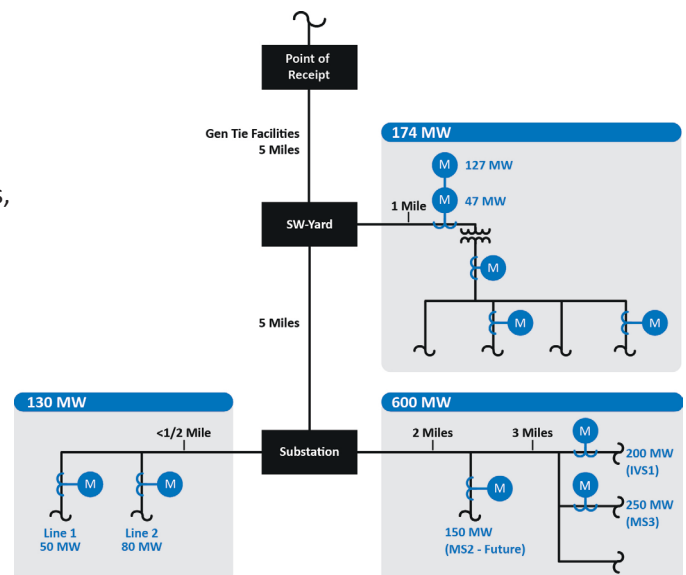 Point of
Receipt
Gen Tie Facilities
5 Miles
174 MW
M
127 MW
s,
M
47 MW
1 Mile
SW-Yard
M
M
M
5 Miles
130 MW
600 MW
<1/2 Mile
2 Miles
3 Miles
M
Substation
200 MW
(IVS1)
M
M
M
M
250 MW
(MS3)
Line 1
50 MW
Line 2
80 MW
150 MW
(MS2 - Future)